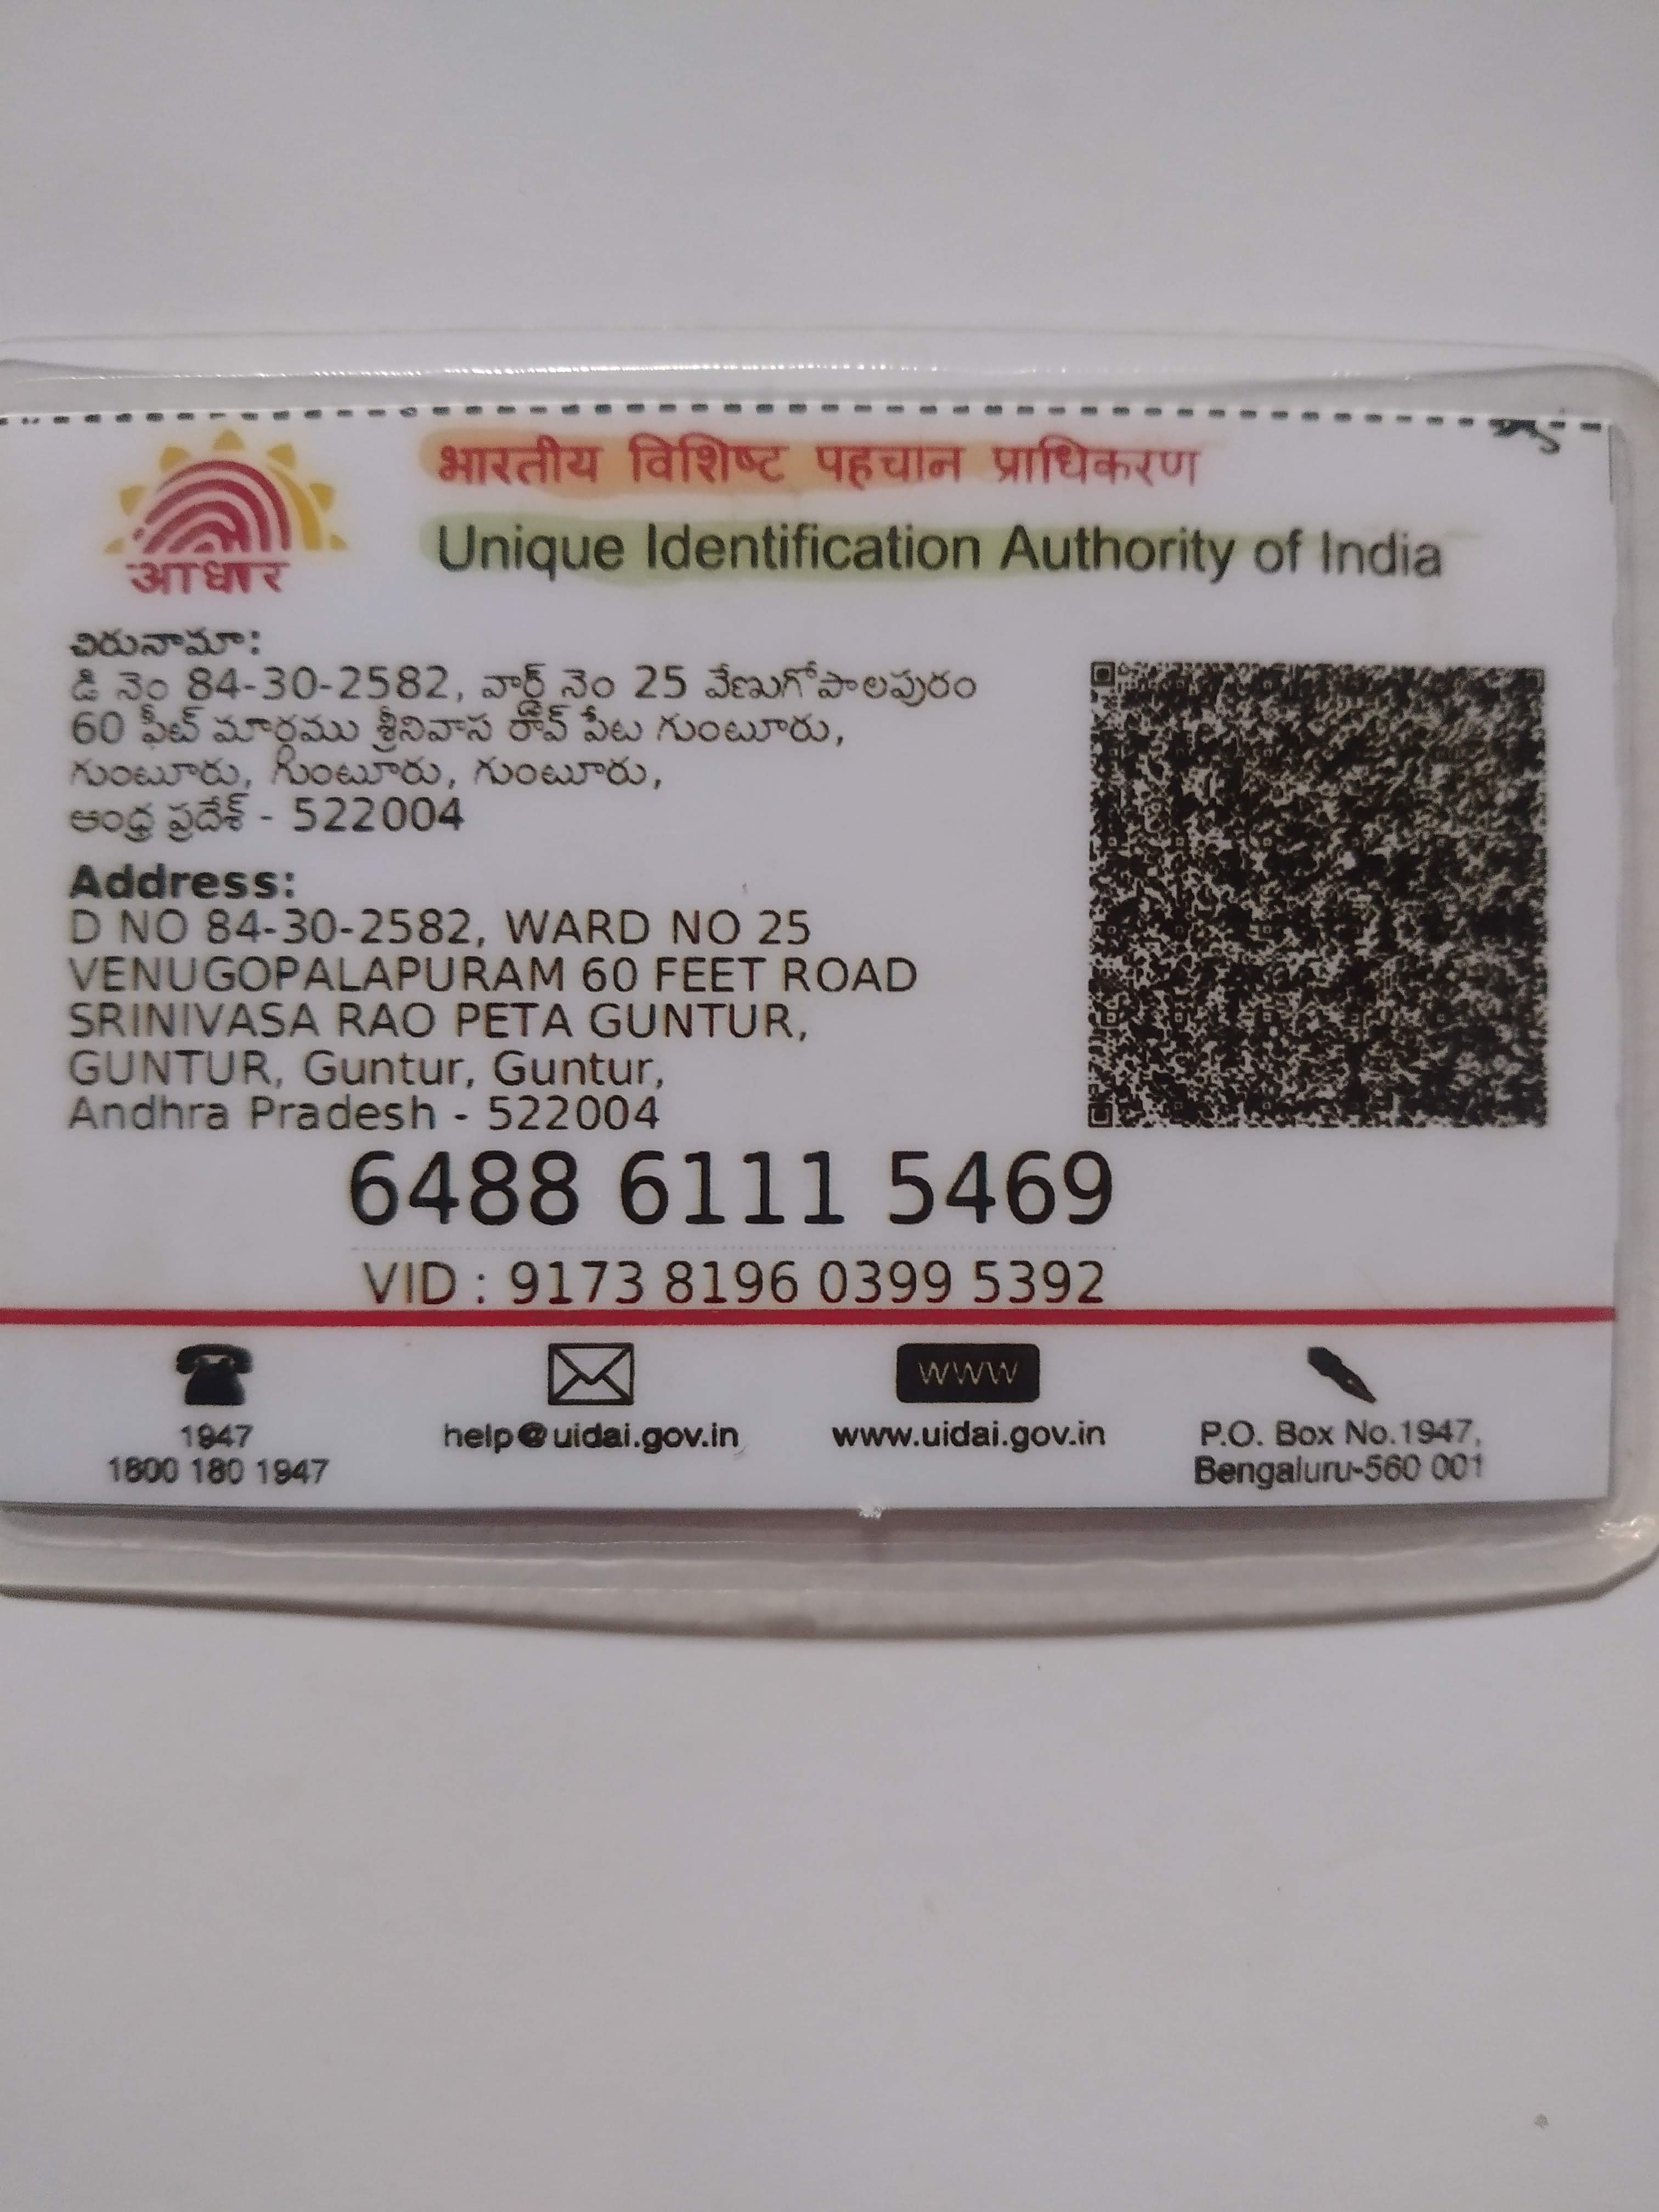 भारतीय विशिष्ट पहचान प्राधिकरण
Unique Identification Authority of India
आधार
చిరునామా:
డి నెం 84-30-2582, వార్డ్ నెం 25 వేణుగోపాలపురం
60 ఫీట్ మార్గము శ్రీనివాస రావ్ పేట గుంటూరు,
గుంటూరు, గుంటూరు, గుంటూరు,
ఆంధ్ర ప్రదేశ్ - 522004
Address:
D NO 84-30-2582, WARD NO 25
VENUGOPALAPURAM 60 FEET ROAD
SRINIVASA RAO PETA GUNTUR,
GUNTUR, Guntur, Guntur,
Andhra Pradesh - 522004
6488 6111 5469
VID : 9173 8196 0399 5392
WWW
1947
1800 180 1947
help@uidai.gov.in
www.uidai.gov.in
P.O. Box No.1947,
Bengaluru-560 001